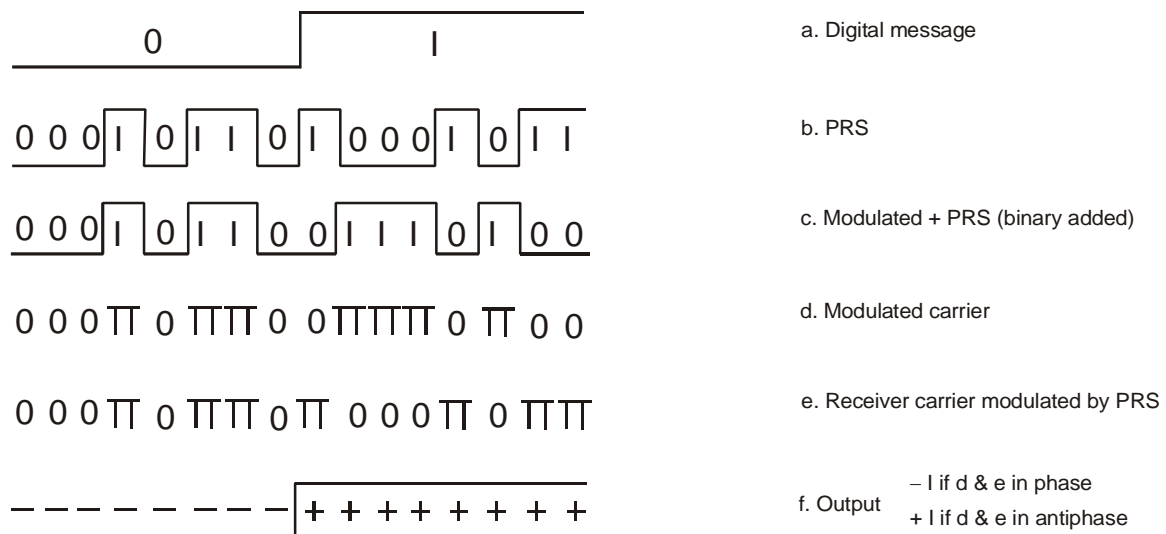 0 I a. Digital message
0 0 0 I 0 I I 0 I 0 0 0 I 0 I I b. PRS
0 0 0 I 0 I I 0 0 I I I 0 I 0 0 c. Modulated + PRS (binary added)
0 0 0 π 0 π π 0 0 π π π 0 π 0 0 d. Modulated carrier
0 0 0 π 0 π π 0 π 0 0 0 π 0 π π e. Receiver carrier modulated by PRS
– – – – – – – – + + + + + + + + f. Output – I if d & e in phase
+ I if d & e in antiphase